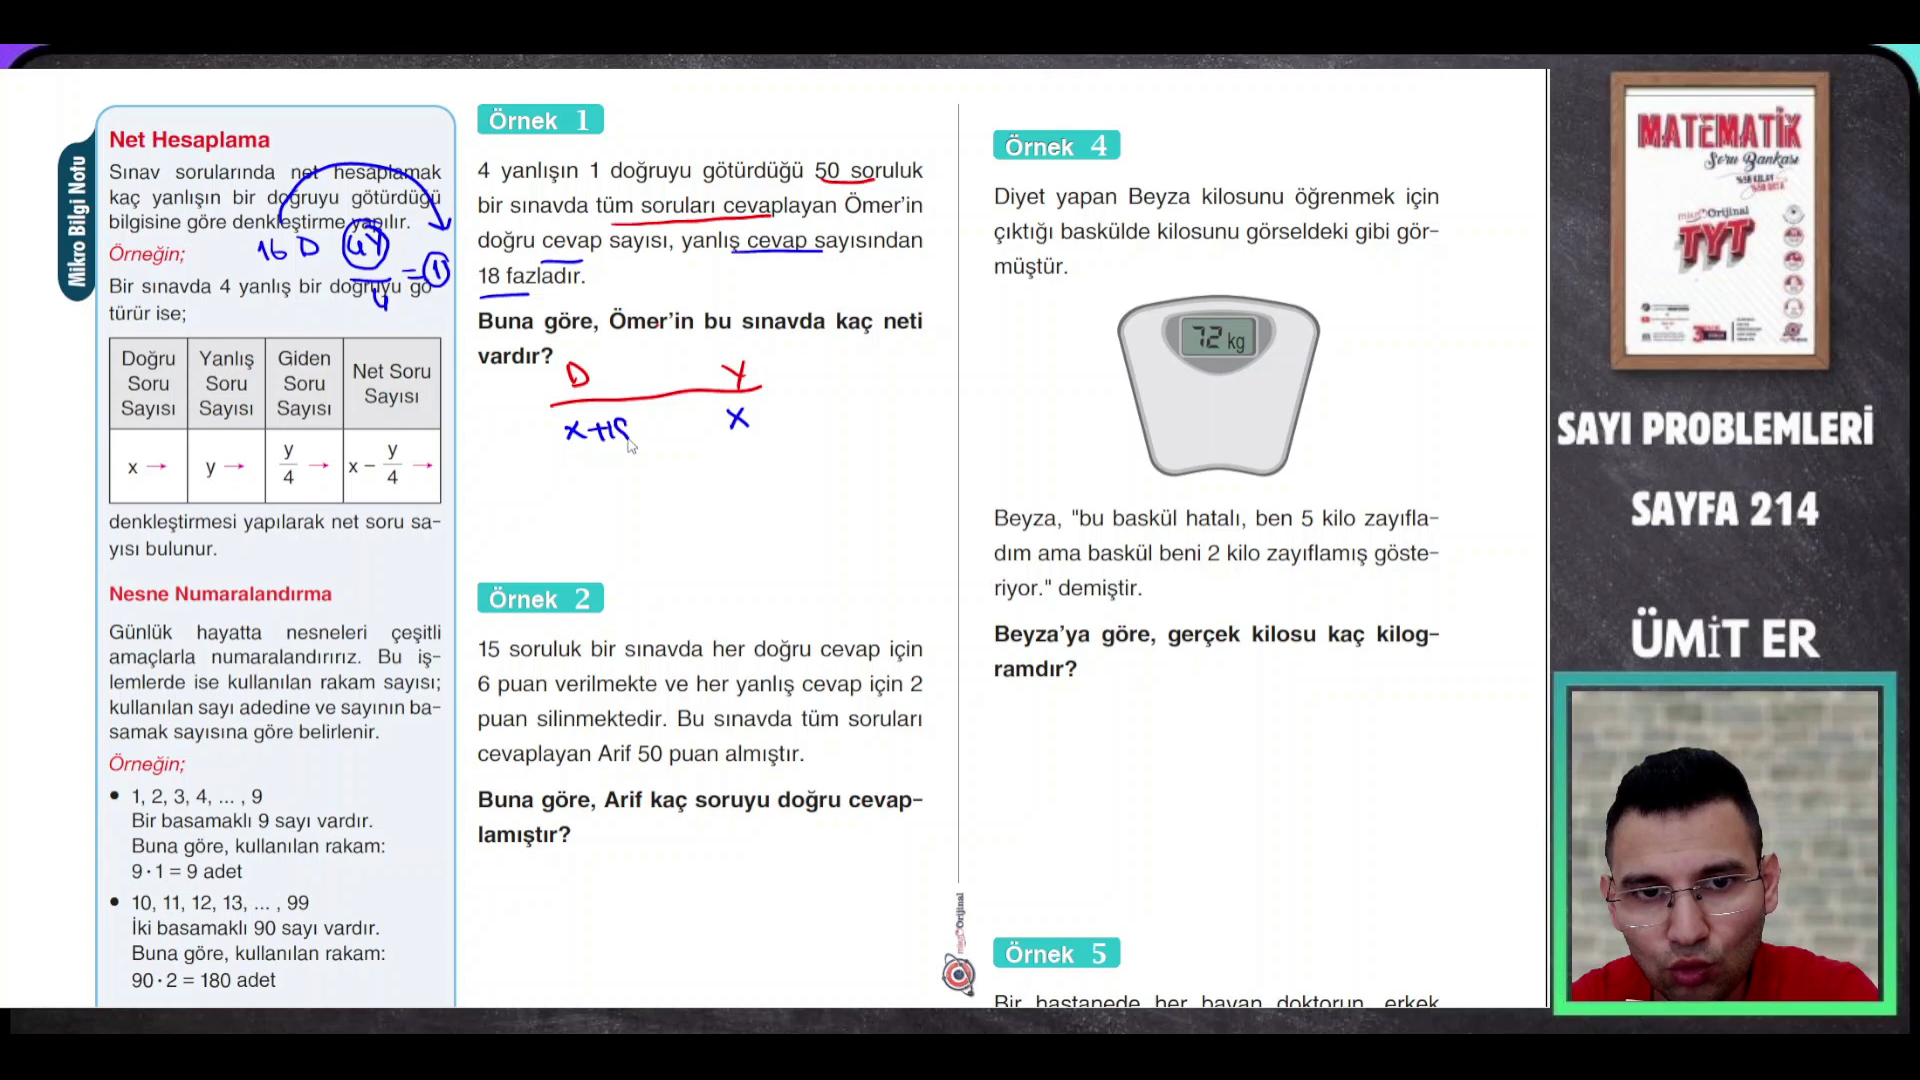 Mikro Bilgi Notu
Net Hesaplama
Sınav sorularında net hesaplamak
kaç yanlışın bir doğruyu götürdüğü
bilgisine göre denkleştirme yapılır.
16 D 4Y
Örneğin;
4 = 1
Bir sınavda 4 yanlış bir doğruyu gö-
türür ise;
Doğru Soru Sayısı
Yanlış Soru Sayısı
Giden Soru Sayısı
Net Soru Sayısı
x → y → y/4 → x − y/4 →
denkleştirmesi yapılarak net soru sa-
yısı bulunur.
Nesne Numaralandırma
Günlük hayatta nesneleri çeşitli
amaçlarla numaralandırırız. Bu iş-
lemlerde ise kullanılan rakam sayısı;
kullanılan sayı adedine ve sayının ba-
samak sayısına göre belirlenir.
Örneğin;
• 1, 2, 3, 4, ... , 9
Bir basamaklı 9 sayı vardır.
Buna göre, kullanılan rakam:
9·1 = 9 adet
• 10, 11, 12, 13, ... , 99
İki basamaklı 90 sayı vardır.
Buna göre, kullanılan rakam:
90·2 = 180 adet
Örnek 1
4 yanlışın 1 doğruyu götürdüğü 50 soruluk
bir sınavda tüm soruları cevaplayan Ömer’in
doğru cevap sayısı, yanlış cevap sayısından
18 fazladır.
Buna göre, Ömer’in bu sınavda kaç neti
vardır?
D Y
x+18 x
Örnek 2
15 soruluk bir sınavda her doğru cevap için
6 puan verilmekte ve her yanlış cevap için 2
puan silinmektedir. Bu sınavda tüm soruları
cevaplayan Arif 50 puan almıştır.
Buna göre, Arif kaç soruyu doğru cevap-
lamıştır?
Orijinal
Örnek 4
Diyet yapan Beyza kilosunu öğrenmek için
çıktığı baskülde kilosunu görseldeki gibi gör-
müştür.
72 kg
Beyza, "bu baskül hatalı, ben 5 kilo zayıfla-
dım ama baskül beni 2 kilo zayıflamış göste-
riyor." demiştir.
Beyza’ya göre, gerçek kilosu kaç kilog-
ramdır?
Örnek 5
Bir hastanede her bayan doktorun, erkek
MATEMATİK
Soru Bankası
Orijinal
TYT
SAYI PROBLEMLERİ
SAYFA 214
ÜMİT ER